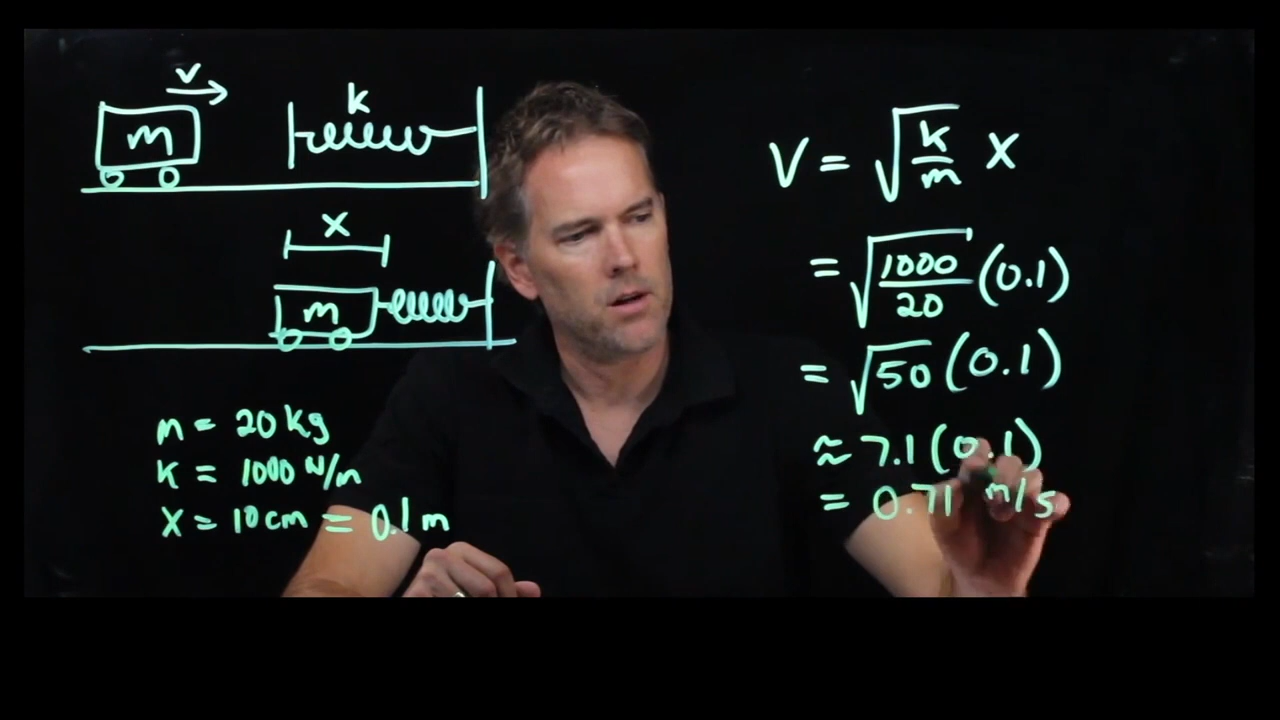 v
m
k
x
m
m = 20 kg
k = 1000 N/m
x = 10 cm = 0.1 m
V = √(k/m) x
= √(1000/20) (0.1)
= √50 (0.1)
≈ 7.1 (0.1)
= 0.71 m/s